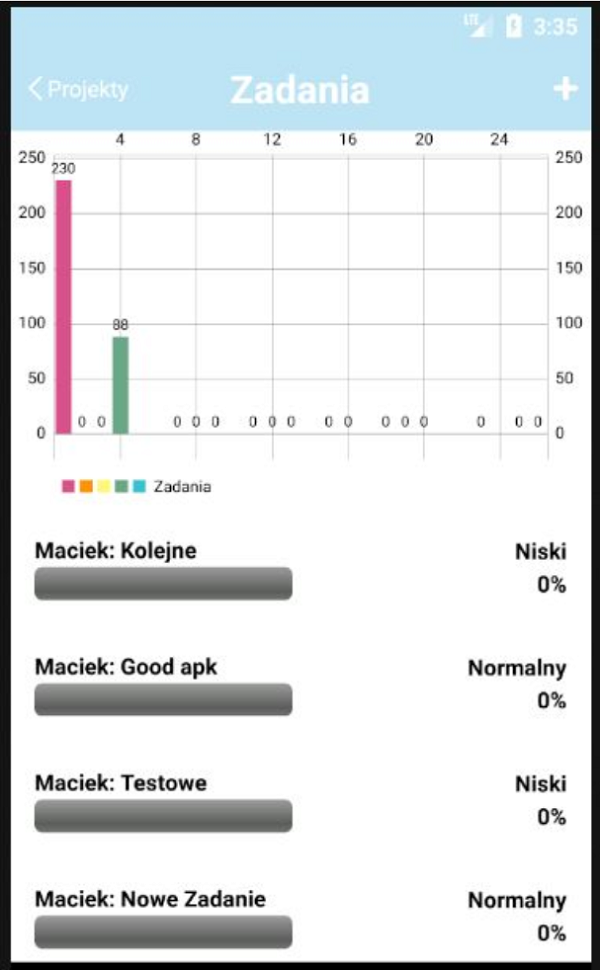 LTE 3:35
Projekty Zadania +
4 8 12 16 20 24
250 250
230
200 200
150 150
100 100
88
50 50
0 0 0 0 0 0 0 0 0 0 0 0 0 0 0 0 0
0 0
Zadania
Maciek: Kolejne Niski
0%
Maciek: Good apk Normalny
0%
Maciek: Testowe Niski
0%
Maciek: Nowe Zadanie Normalny
0%